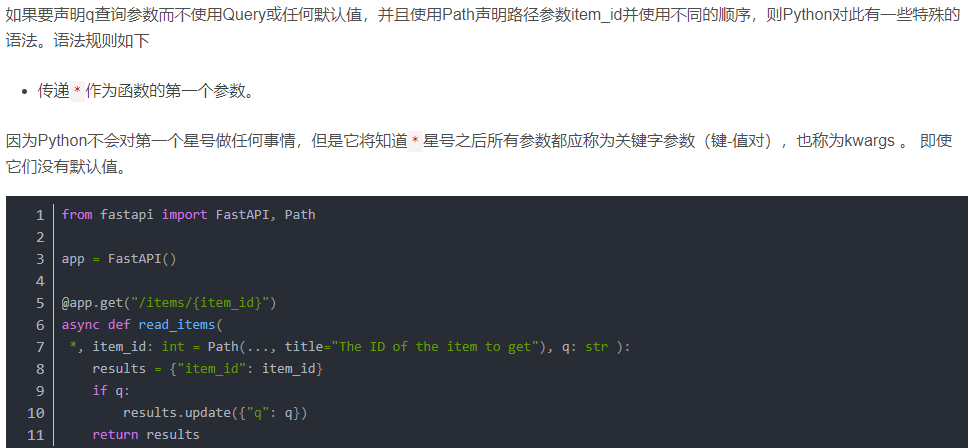 如果要声明q查询参数而不使用Query或任何默认值，并且使用Path声明路径参数item_id并使用不同的顺序，则Python对此有一些特殊的
语法。语法规则如下
• 传递 * 作为函数的第一个参数。
因为Python不会对第一个星号做任何事情，但是它将知道 * 星号之后所有参数都应称为关键字参数（键-值对），也称为kwargs 。 即使
它们没有默认值。
1 from fastapi import FastAPI, Path
2
3 app = FastAPI()
4
5 @app.get("/items/{item_id}")
6 async def read_items(
7  *, item_id: int = Path(..., title="The ID of the item to get"), q: str ):
8     results = {"item_id": item_id}
9     if q:
10         results.update({"q": q})
11     return results